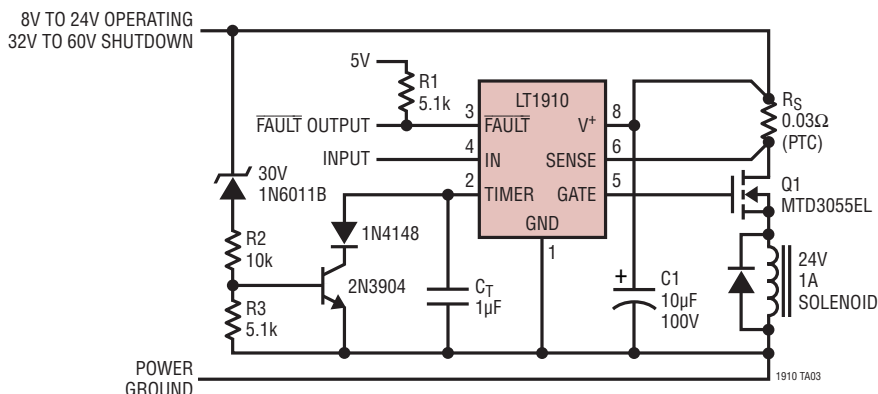 8V TO 24V OPERATING
32V TO 60V SHUTDOWN
5V
R1
5.1k
LT1910
FAULT OUTPUT
3
FAULT
V+
8
RS
0.03Ω
(PTC)
INPUT
4
IN
SENSE
6
30V
1N6011B
2
TIMER
GATE
5
Q1
MTD3055EL
GND
1
1N4148
R2
10k
2N3904
CT
1µF
+
C1
10µF
100V
24V
1A
SOLENOID
R3
5.1k
POWER
GROUND
1910 TA03